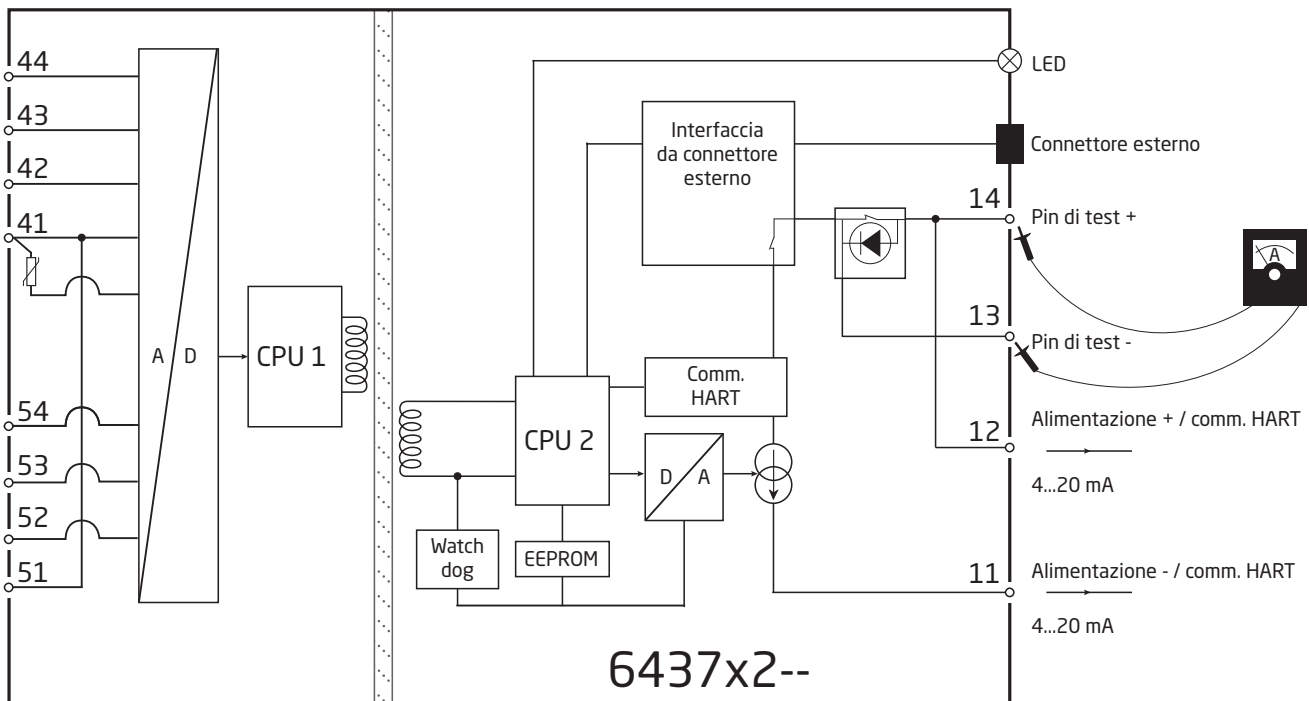 44
43
42
41
54
53
52
51
A
D
CPU 1
CPU 2
Watch
dog
EEPROM
Interfaccia
da connettore
esterno
Comm.
HART
D
A
LED
Connettore esterno
14
Pin di test +
A
13
Pin di test -
12
Alimentazione + / comm. HART
4...20 mA
11
Alimentazione - / comm. HART
4...20 mA
6437x2--